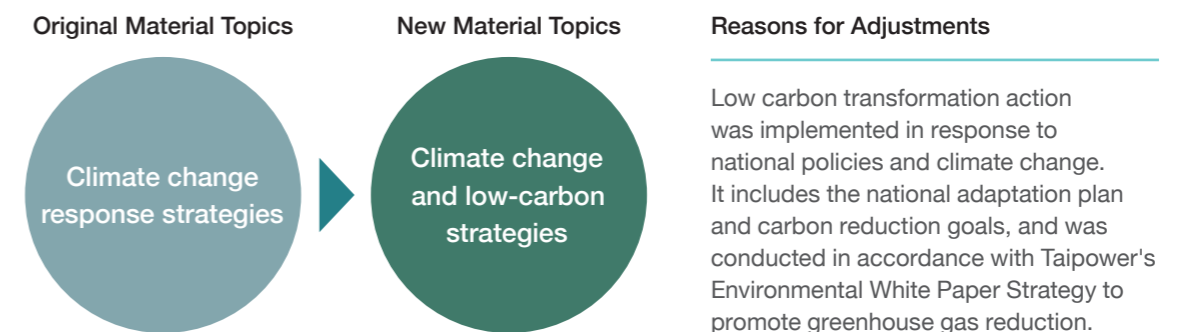 Original Material Topics
New Material Topics
Reasons for Adjustments
Climate change
response strategies
Climate change
and low-carbon
strategies
Low carbon transformation action
was implemented in response to
national policies and climate change.
It includes the national adaptation plan
and carbon reduction goals, and was
conducted in accordance with Taipower's
Environmental White Paper Strategy to
promote greenhouse gas reduction.